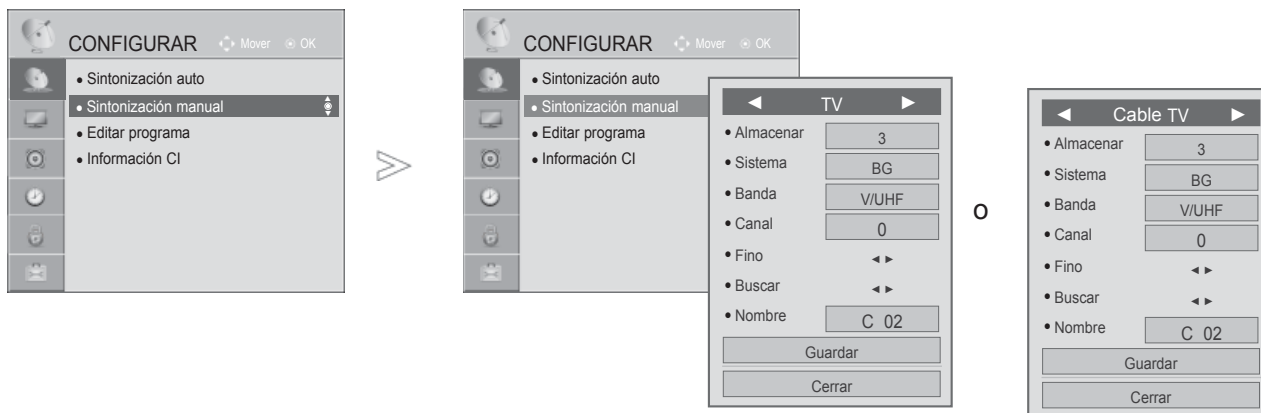 CONFIGURAR Mover OK
• Sintonización auto
• Sintonización manual
• Editar programa
• Información CI
CONFIGURAR Mover OK
• Sintonización auto
• Sintonización manual
• Editar programa
• Información CI
◄ TV ►
• Almacenar 3
• Sistema BG
• Banda V/UHF
• Canal 0
• Fino ◄ ►
• Buscar ◄ ►
• Nombre C 02
Guardar
Cerrar
o
◄ Cable TV ►
• Almacenar 3
• Sistema BG
• Banda V/UHF
• Canal 0
• Fino ◄ ►
• Buscar ◄ ►
• Nombre C 02
Guardar
Cerrar